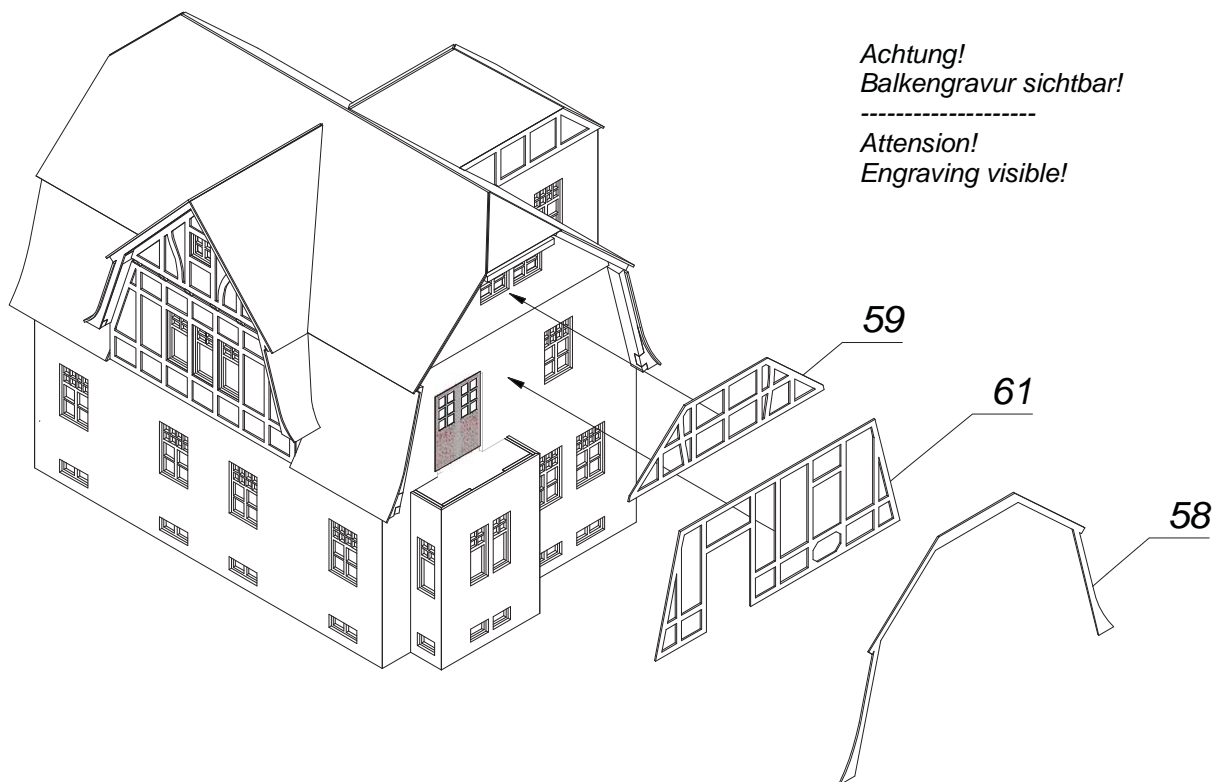 Achtung!
Balkengravur sichtbar!
--------------------
Attension!
Engraving visible!
59
61
58